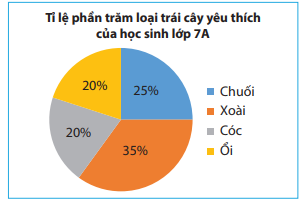 Tỉ lệ phần trăm loại trái cây yêu thích
của học sinh lớp 7A
20%
25%
20%
35%
Chuối
Xoài
Cóc
Ổi